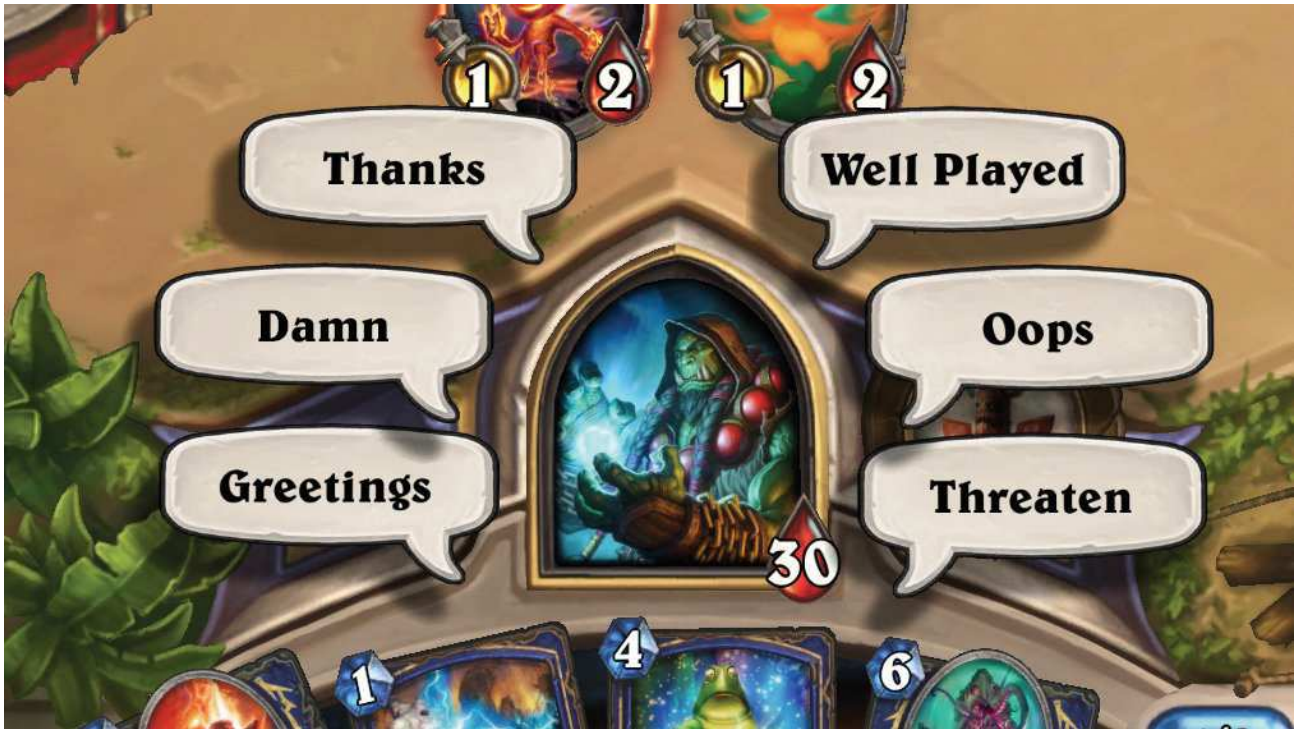 1 2 1 2
Thanks Well Played
Damn Oops
Greetings Threaten
30
1 4 6